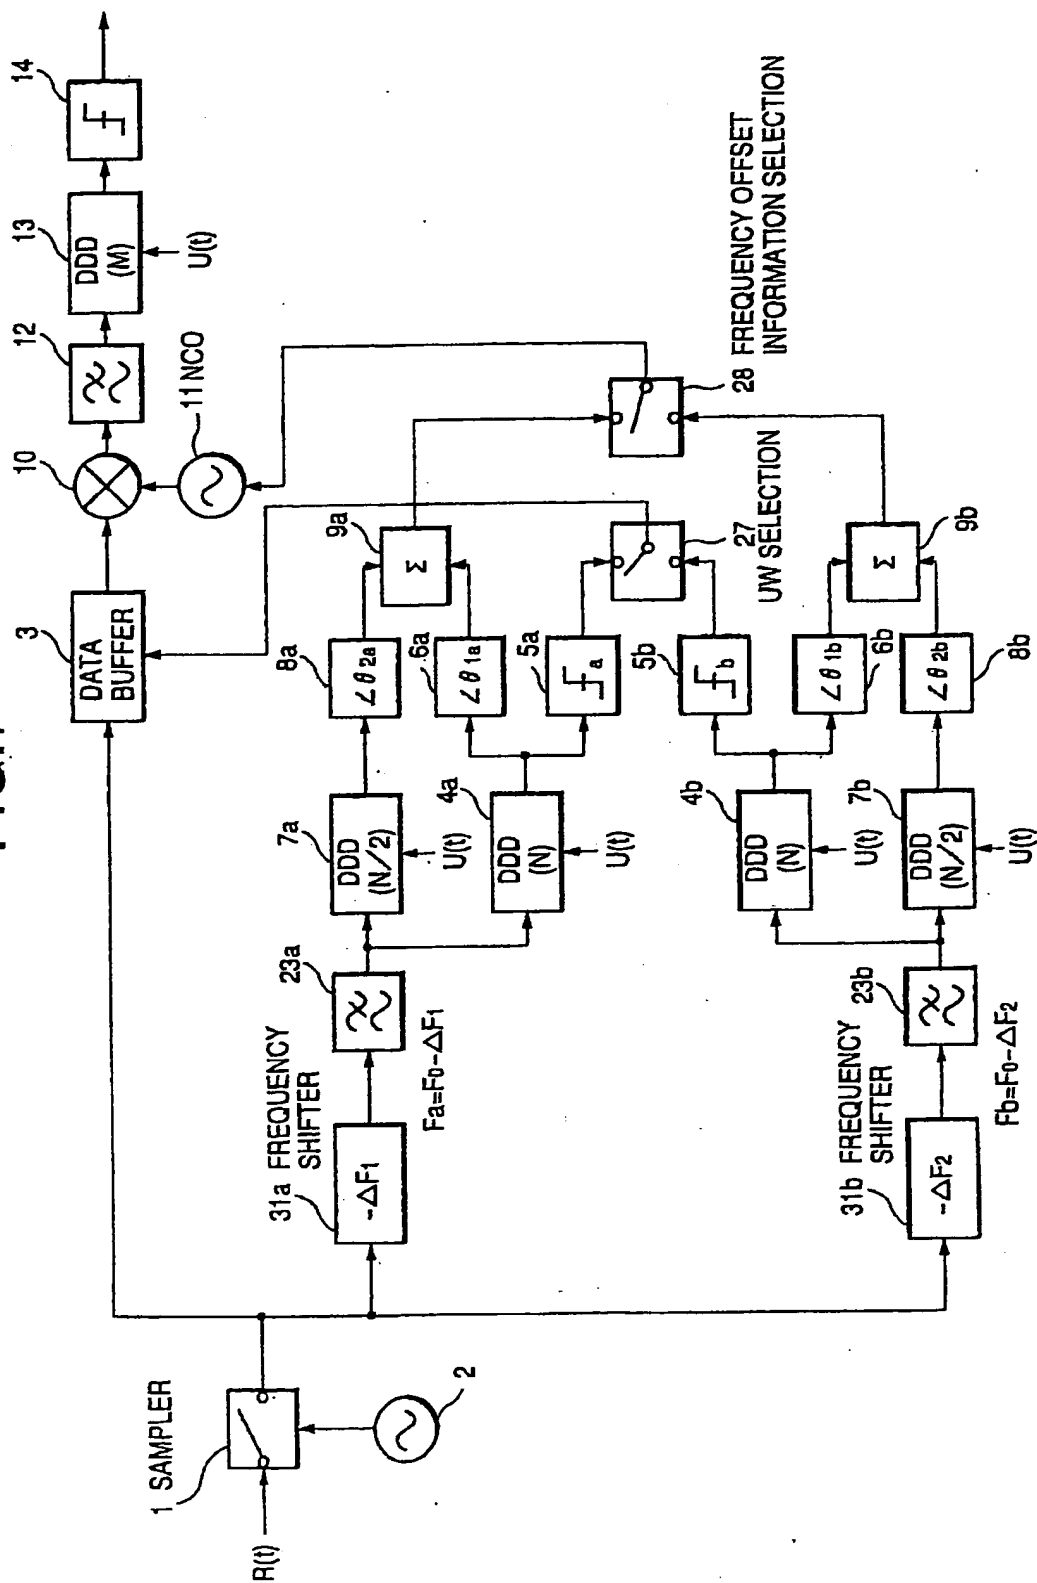 R(t)
1 SAMPLER
2
3
DATA
BUFFER
10
11 NCO
12
13
DDD
(M)
U(t)
14
31a FREQUENCY
SHIFTER
-ΔF1
23a
Fa=F0-ΔF1
7a
DDD
(N/2)
U(t)
4a
DDD
(N)
U(t)
8a
∠θ2a
6a
∠θ1a
5a
a
9a
Σ
27
UW SELECTION
28 FREQUENCY OFFSET
INFORMATION SELECTION
5b
b
4b
DDD
(N)
U(t)
∠θ1b
6b
9b
Σ
31b FREQUENCY
SHIFTER
-ΔF2
23b
Fb=F0-ΔF2
7b
DDD
(N/2)
U(t)
∠θ2b
8b